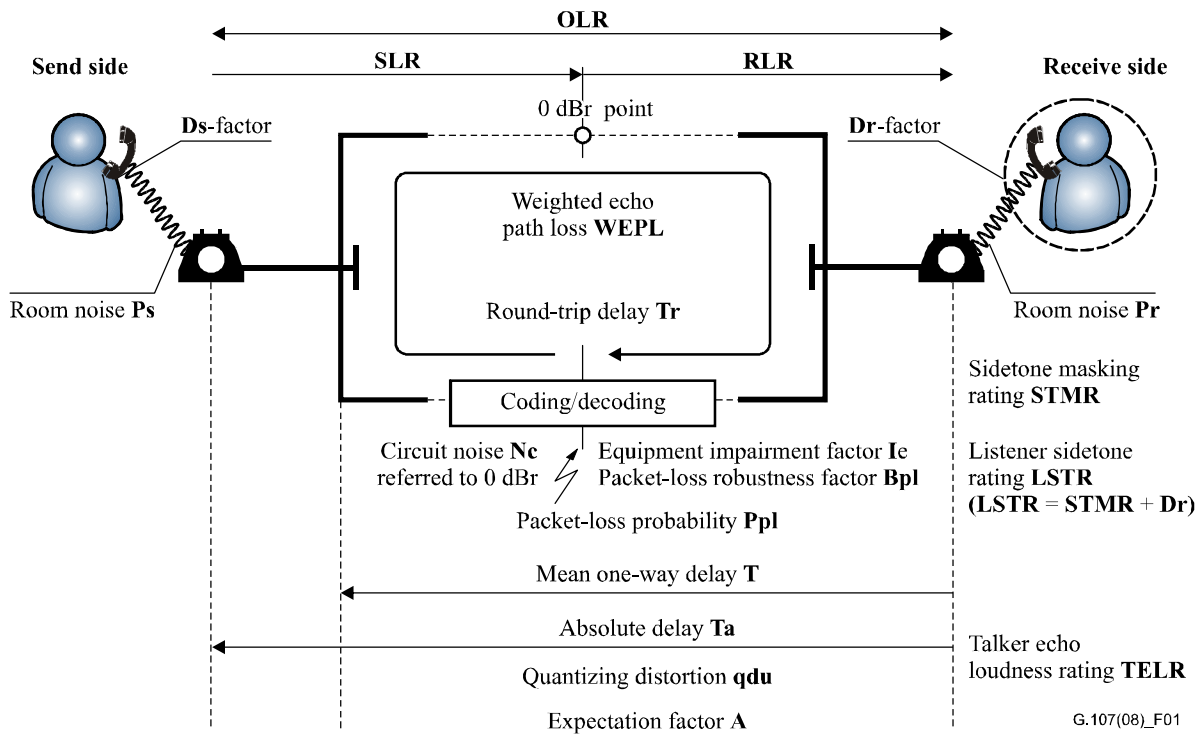 OLR
SLR
RLR
Send side
Receive side
0 dBr point
Ds-factor
Dr-factor
Weighted echo
path loss WEPL
Room noise Ps
Round-trip delay Tr
Room noise Pr
Sidetone masking
rating STMR
Coding/decoding
Circuit noise Nc
referred to 0 dBr
Equipment impairment factor Ie
Packet-loss robustness factor Bpl
Listener sidetone
rating LSTR
(LSTR = STMR + Dr)
Packet-loss probability Ppl
Mean one-way delay T
Absolute delay Ta
Talker echo
loudness rating TELR
Quantizing distortion qdu
Expectation factor A
G.107(08)_F01